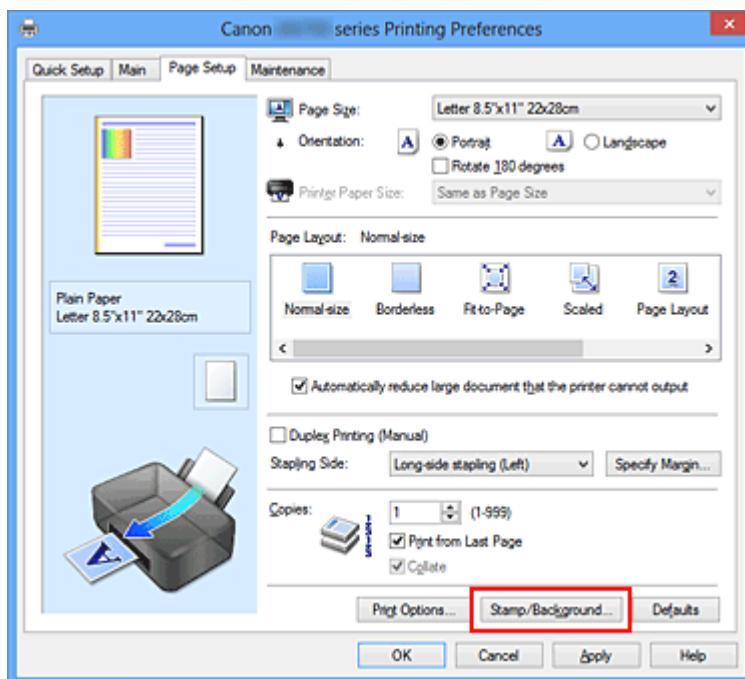 Canon series Printing Preferences
Quick Setup Main Page Setup Maintenance
Page Size: Letter 8.5"x11" 22x28cm
Orientation: A Portrait A Landscape
Rotate 180 degrees
Printer Paper Size: Same as Page Size
Page Layout: Normal-size
2
Normal-size Borderless Fit-to-Page Scaled Page Layout
Plain Paper
Letter 8.5"x11" 22x28cm
Automatically reduce large document that the printer cannot output
Duplex Printing (Manual)
Stapling Side: Long-side stapling (Left) Specify Margin...
Copies: 1 (1-999)
Print from Last Page
Collate
A
Print Options... Stamp/Background... Defaults
OK Cancel Apply Help